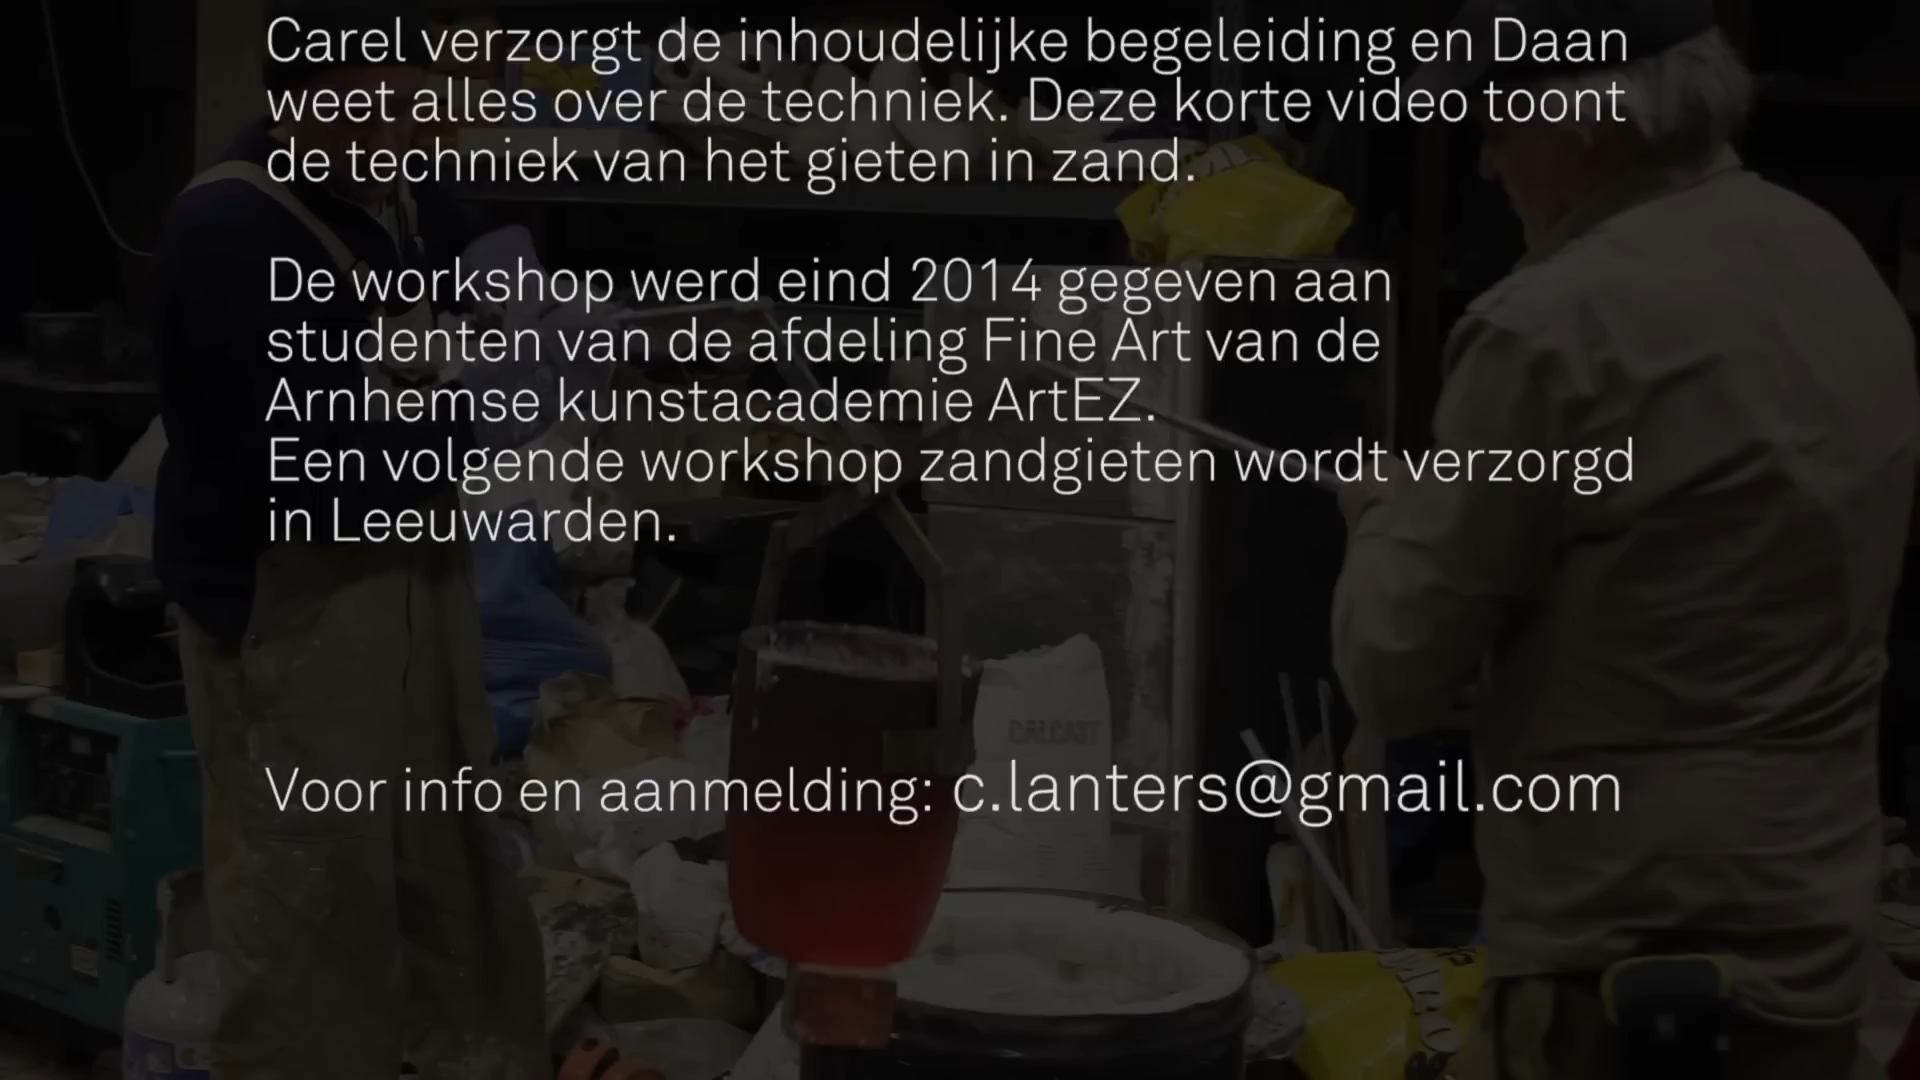 Carel verzorgt de inhoudelijke begeleiding en Daan
weet alles over de techniek. Deze korte video toont
de techniek van het gieten in zand.
De workshop werd eind 2014 gegeven aan
studenten van de afdeling Fine Art van de
Arnhemse kunstacademie ArtEZ.
Een volgende workshop zandgieten wordt verzorgd
in Leeuwarden.
CALCAST
Voor info en aanmelding: c.lanters@gmail.com